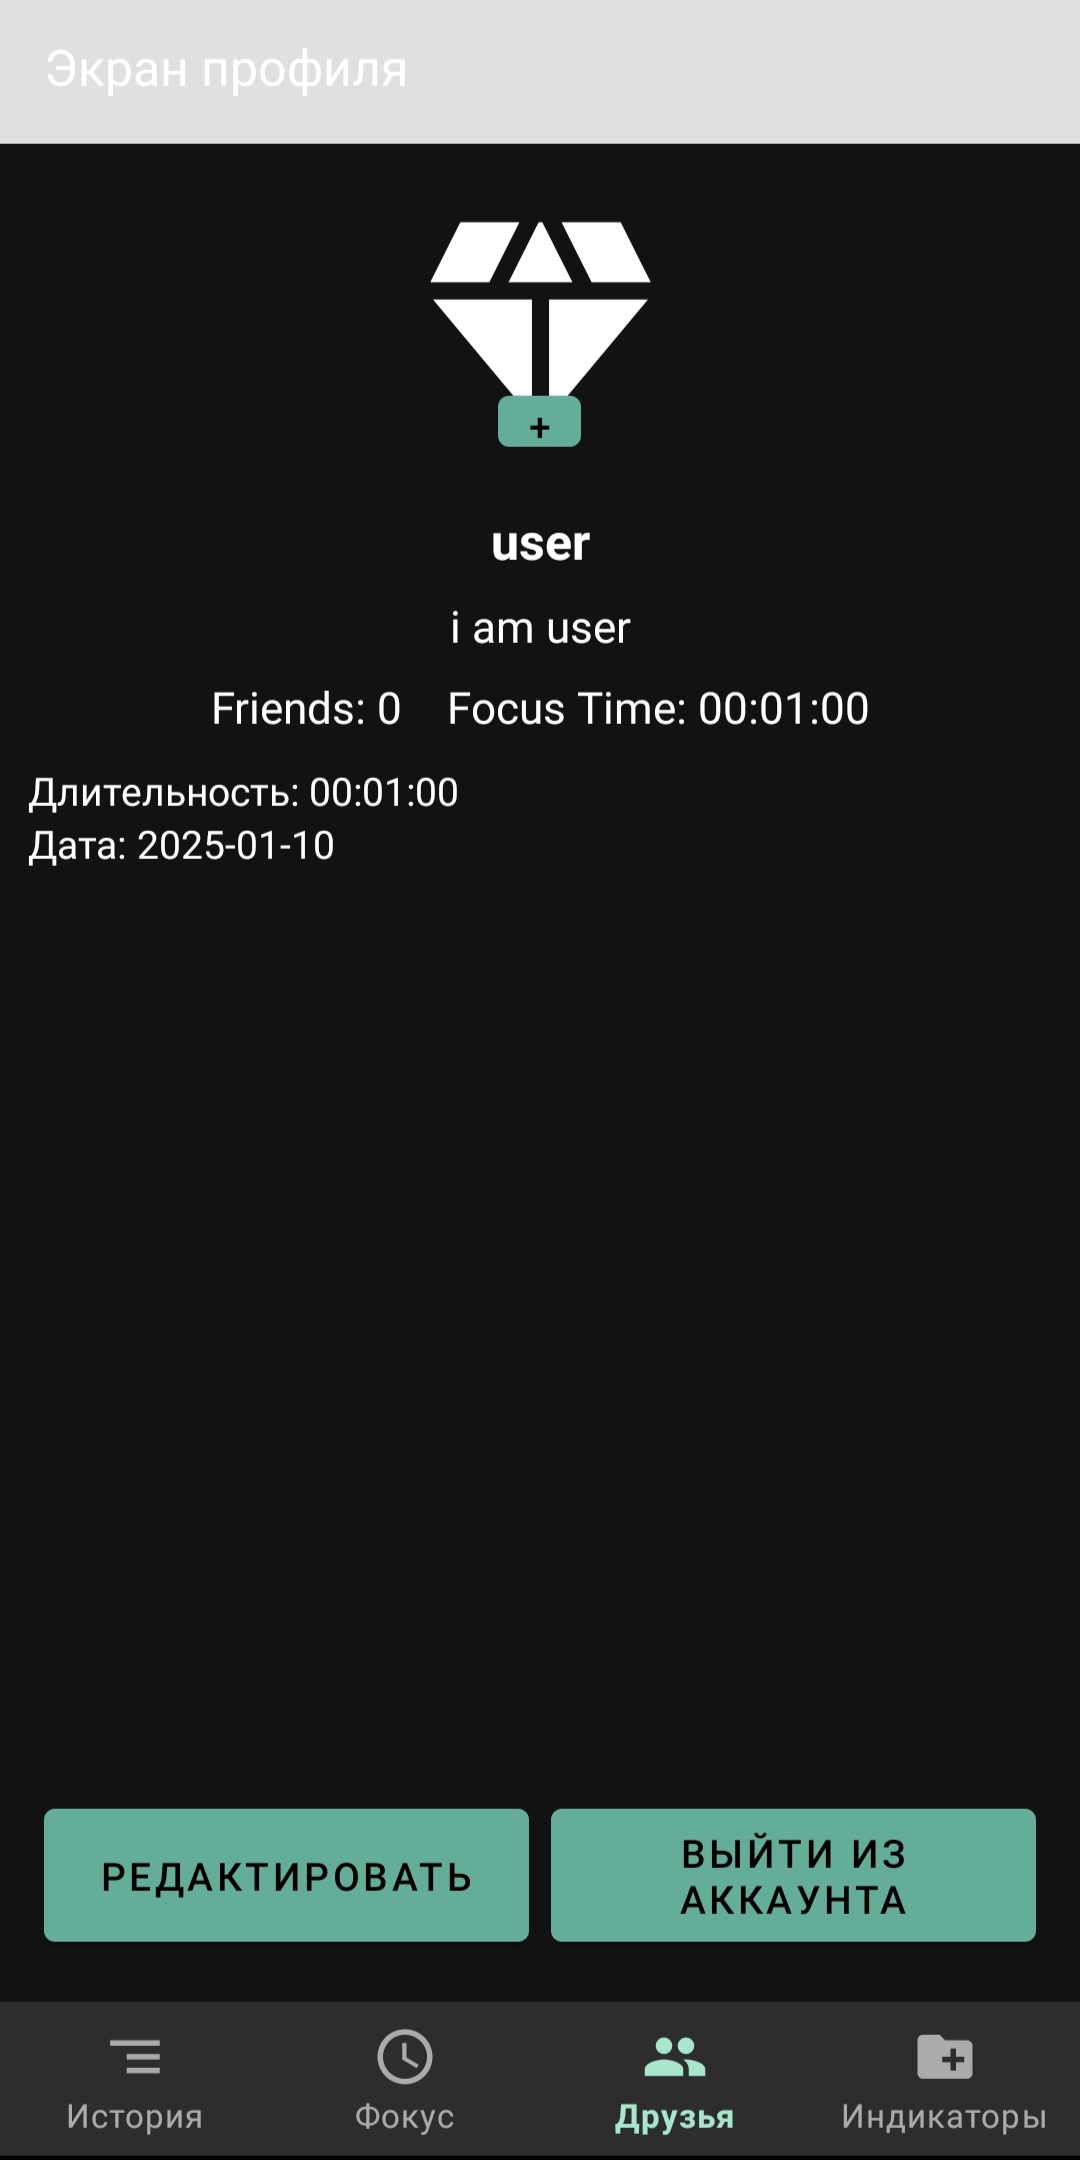 Экран профиля
+
user
i am user
Friends: 0 Focus Time: 00:01:00
Длительность: 00:01:00
Дата: 2025-01-10
РЕДАКТИРОВАТЬ
ВЫЙТИ ИЗ
АККАУНТА
История Фокус Друзья Индикаторы